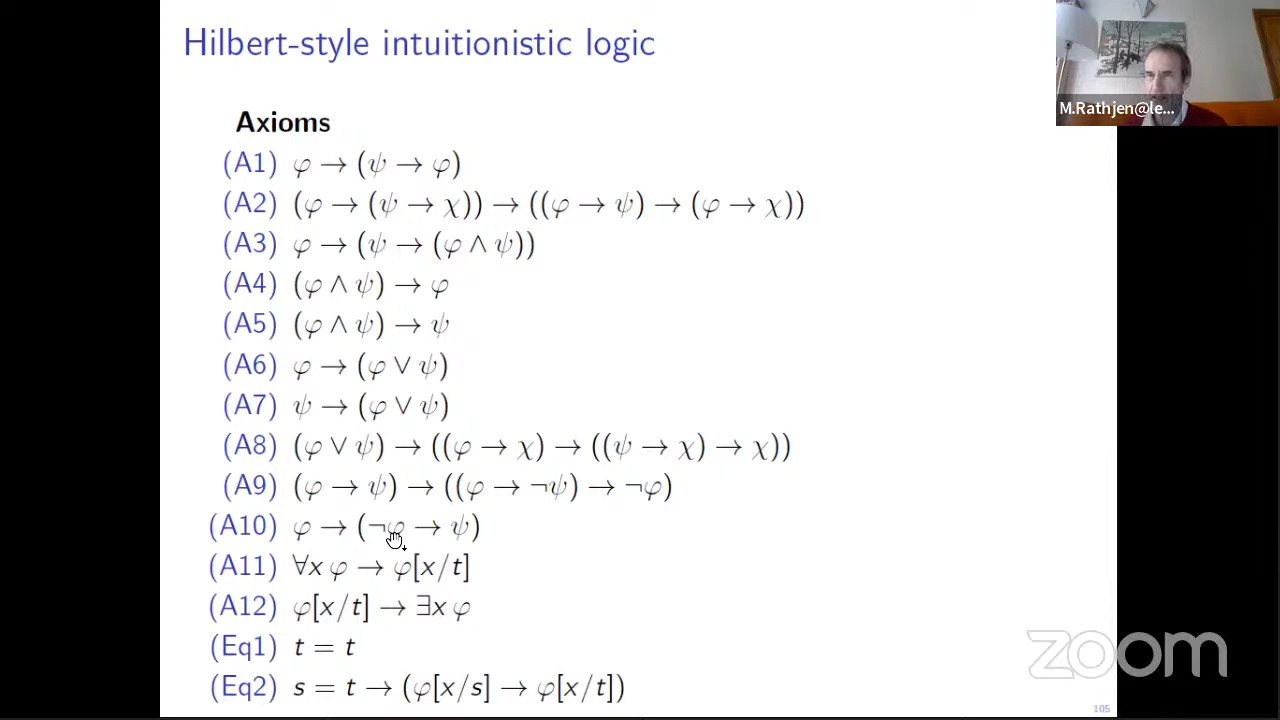 Hilbert-style intuitionistic logic
M.Rathjen@le...
Axioms
(A1) φ → (ψ → φ)
(A2) (φ → (ψ → χ)) → ((φ → ψ) → (φ → χ))
(A3) φ → (ψ → (φ ∧ ψ))
(A4) (φ ∧ ψ) → φ
(A5) (φ ∧ ψ) → ψ
(A6) φ → (φ ∨ ψ)
(A7) ψ → (φ ∨ ψ)
(A8) (φ ∨ ψ) → ((φ → χ) → ((ψ → χ) → χ))
(A9) (φ → ψ) → ((φ → ¬ψ) → ¬φ)
(A10) φ → (¬φ → ψ)
(A11) ∀x φ → φ[x/t]
(A12) φ[x/t] → ∃x φ
(Eq1) t = t
(Eq2) s = t → (φ[x/s] → φ[x/t])
zoom
105